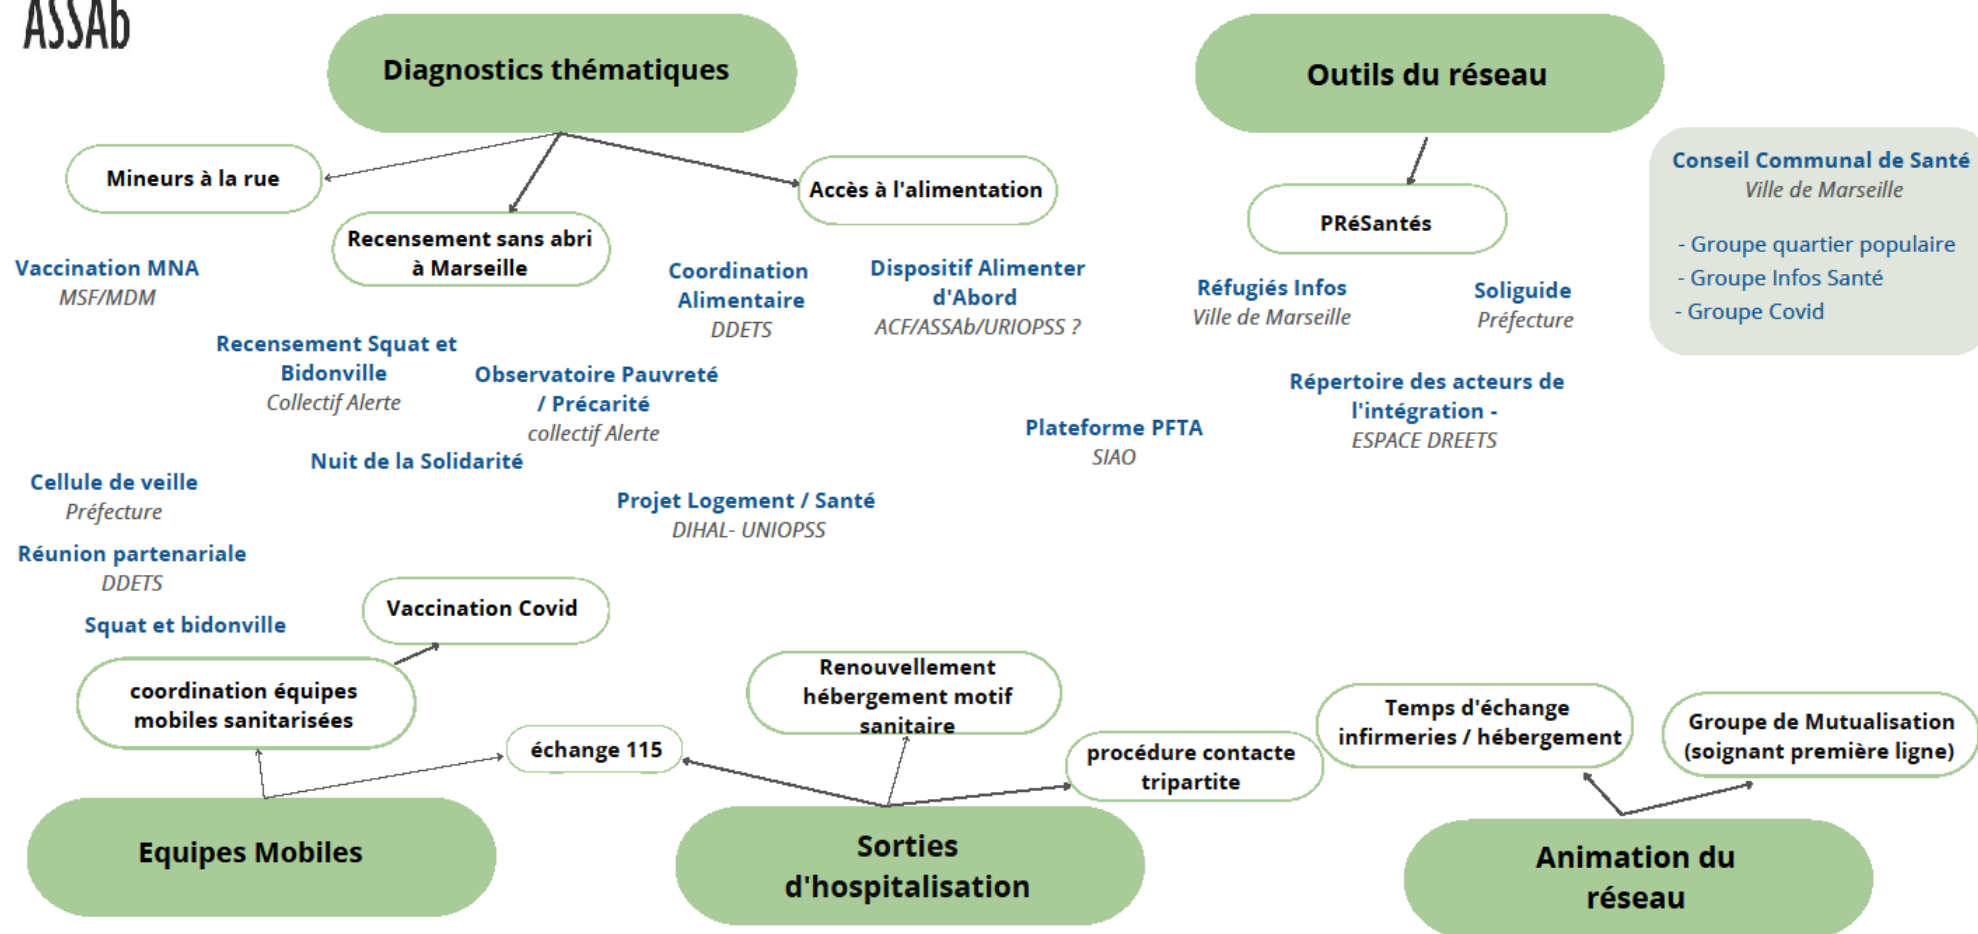 ASSAb
Diagnostics thématiques
Outils du réseau
Mineurs à la rue
Recensement sans abri
à Marseille
Accès à l'alimentation
PRéSantés
Conseil Communal de Santé
Ville de Marseille
- Groupe quartier populaire
- Groupe Infos Santé
- Groupe Covid
Vaccination MNA
MSF/MDM
Coordination
Alimentaire
DDETS
Dispositif Alimenter
d'Abord
ACF/ASSAb/URIOPSS ?
Réfugiés Infos
Ville de Marseille
Soliguide
Préfecture
Recensement Squat et
Bidonville
Collectif Alerte
Observatoire Pauvreté
/ Précarité
collectif Alerte
Répertoire des acteurs de
l'intégration -
ESPACE DREETS
Plateforme PFTA
SIAO
Nuit de la Solidarité
Cellule de veille
Préfecture
Projet Logement / Santé
DIHAL- UNIOPSS
Réunion partenariale
DDETS
Squat et bidonville
Vaccination Covid
coordination équipes
mobiles sanitarisées
échange 115
Renouvellement
hébergement motif
sanitaire
procédure contacte
tripartite
Temps d'échange
infirmeries / hébergement
Groupe de Mutualisation
(soignant première ligne)
Equipes Mobiles
Sorties
d'hospitalisation
Animation du
réseau